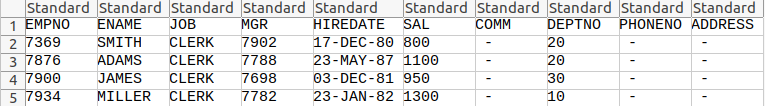 Standard Standard Standard Standard Standard Standard Standard Standard Standard Standard
1 EMPNO ENAME JOB MGR HIREDATE SAL COMM DEPTNO PHONENO ADDRESS
2 7369 SMITH CLERK 7902 17-DEC-80 800 - 20 - -
3 7876 ADAMS CLERK 7788 23-MAY-87 1100 - 20 - -
4 7900 JAMES CLERK 7698 03-DEC-81 950 - 30 - -
5 7934 MILLER CLERK 7782 23-JAN-82 1300 - 10 - -